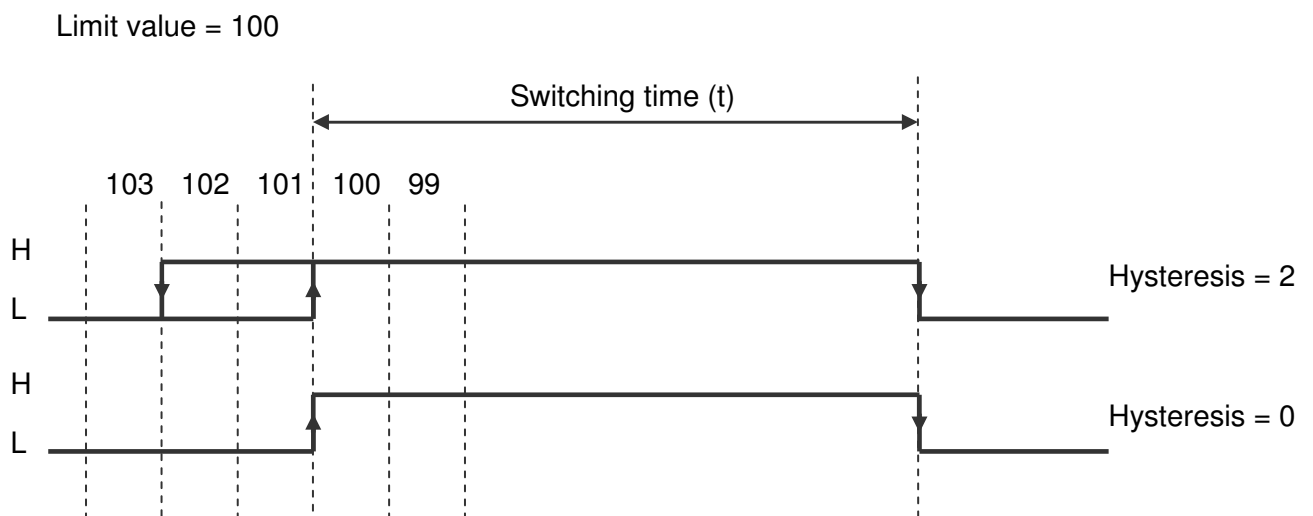 Limit value = 100
Switching time (t)
103 102 101 100 99
H
Hysteresis = 2
L
H
Hysteresis = 0
L